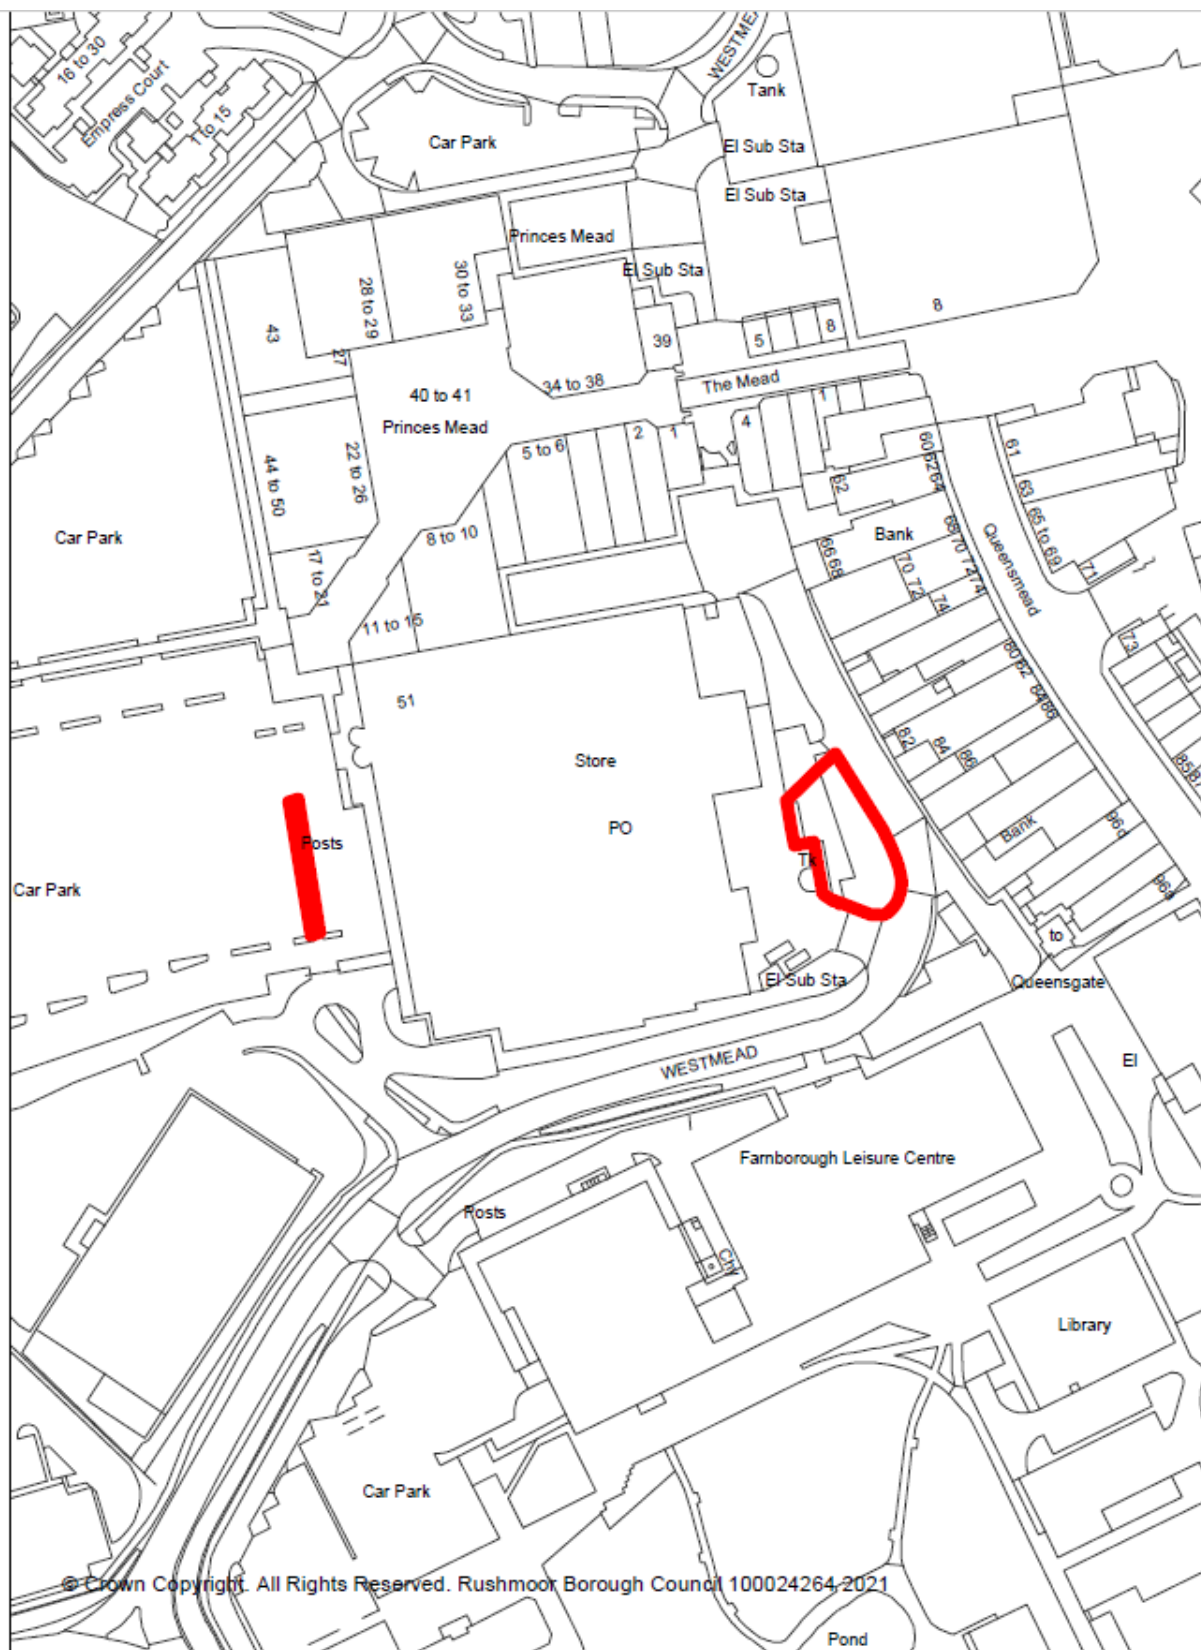 16 to 30
Empress Court
1 to 15
WESTMEA
Tank
Car Park
El Sub Sta
El Sub Sta
Princes Mead
El Sub Sta
28 to 29
30 to 33
43
27
39
5
8
8
34 to 38
The Mead
40 to 41
Princes Mead
1
4
5 to 6
2
1
60
62
64
62
61
63
65 to 69
71
44 to 50
22 to 26
Car Park
8 to 10
Bank
66
68
68
70
72
74
70
72
74
Queensmead
17 to 21
11 to 15
73
80
82
84
86
51
82
84
86
85
87
Store
PO
Posts
Bank
96c
Car Park
Tk
96a
to
El Sub Sta
Queensgate
WESTMEAD
El
Farnborough Leisure Centre
Posts
Chy
Library
Car Park
© Crown Copyright. All Rights Reserved. Rushmoor Borough Council 100024264 2021
Pond